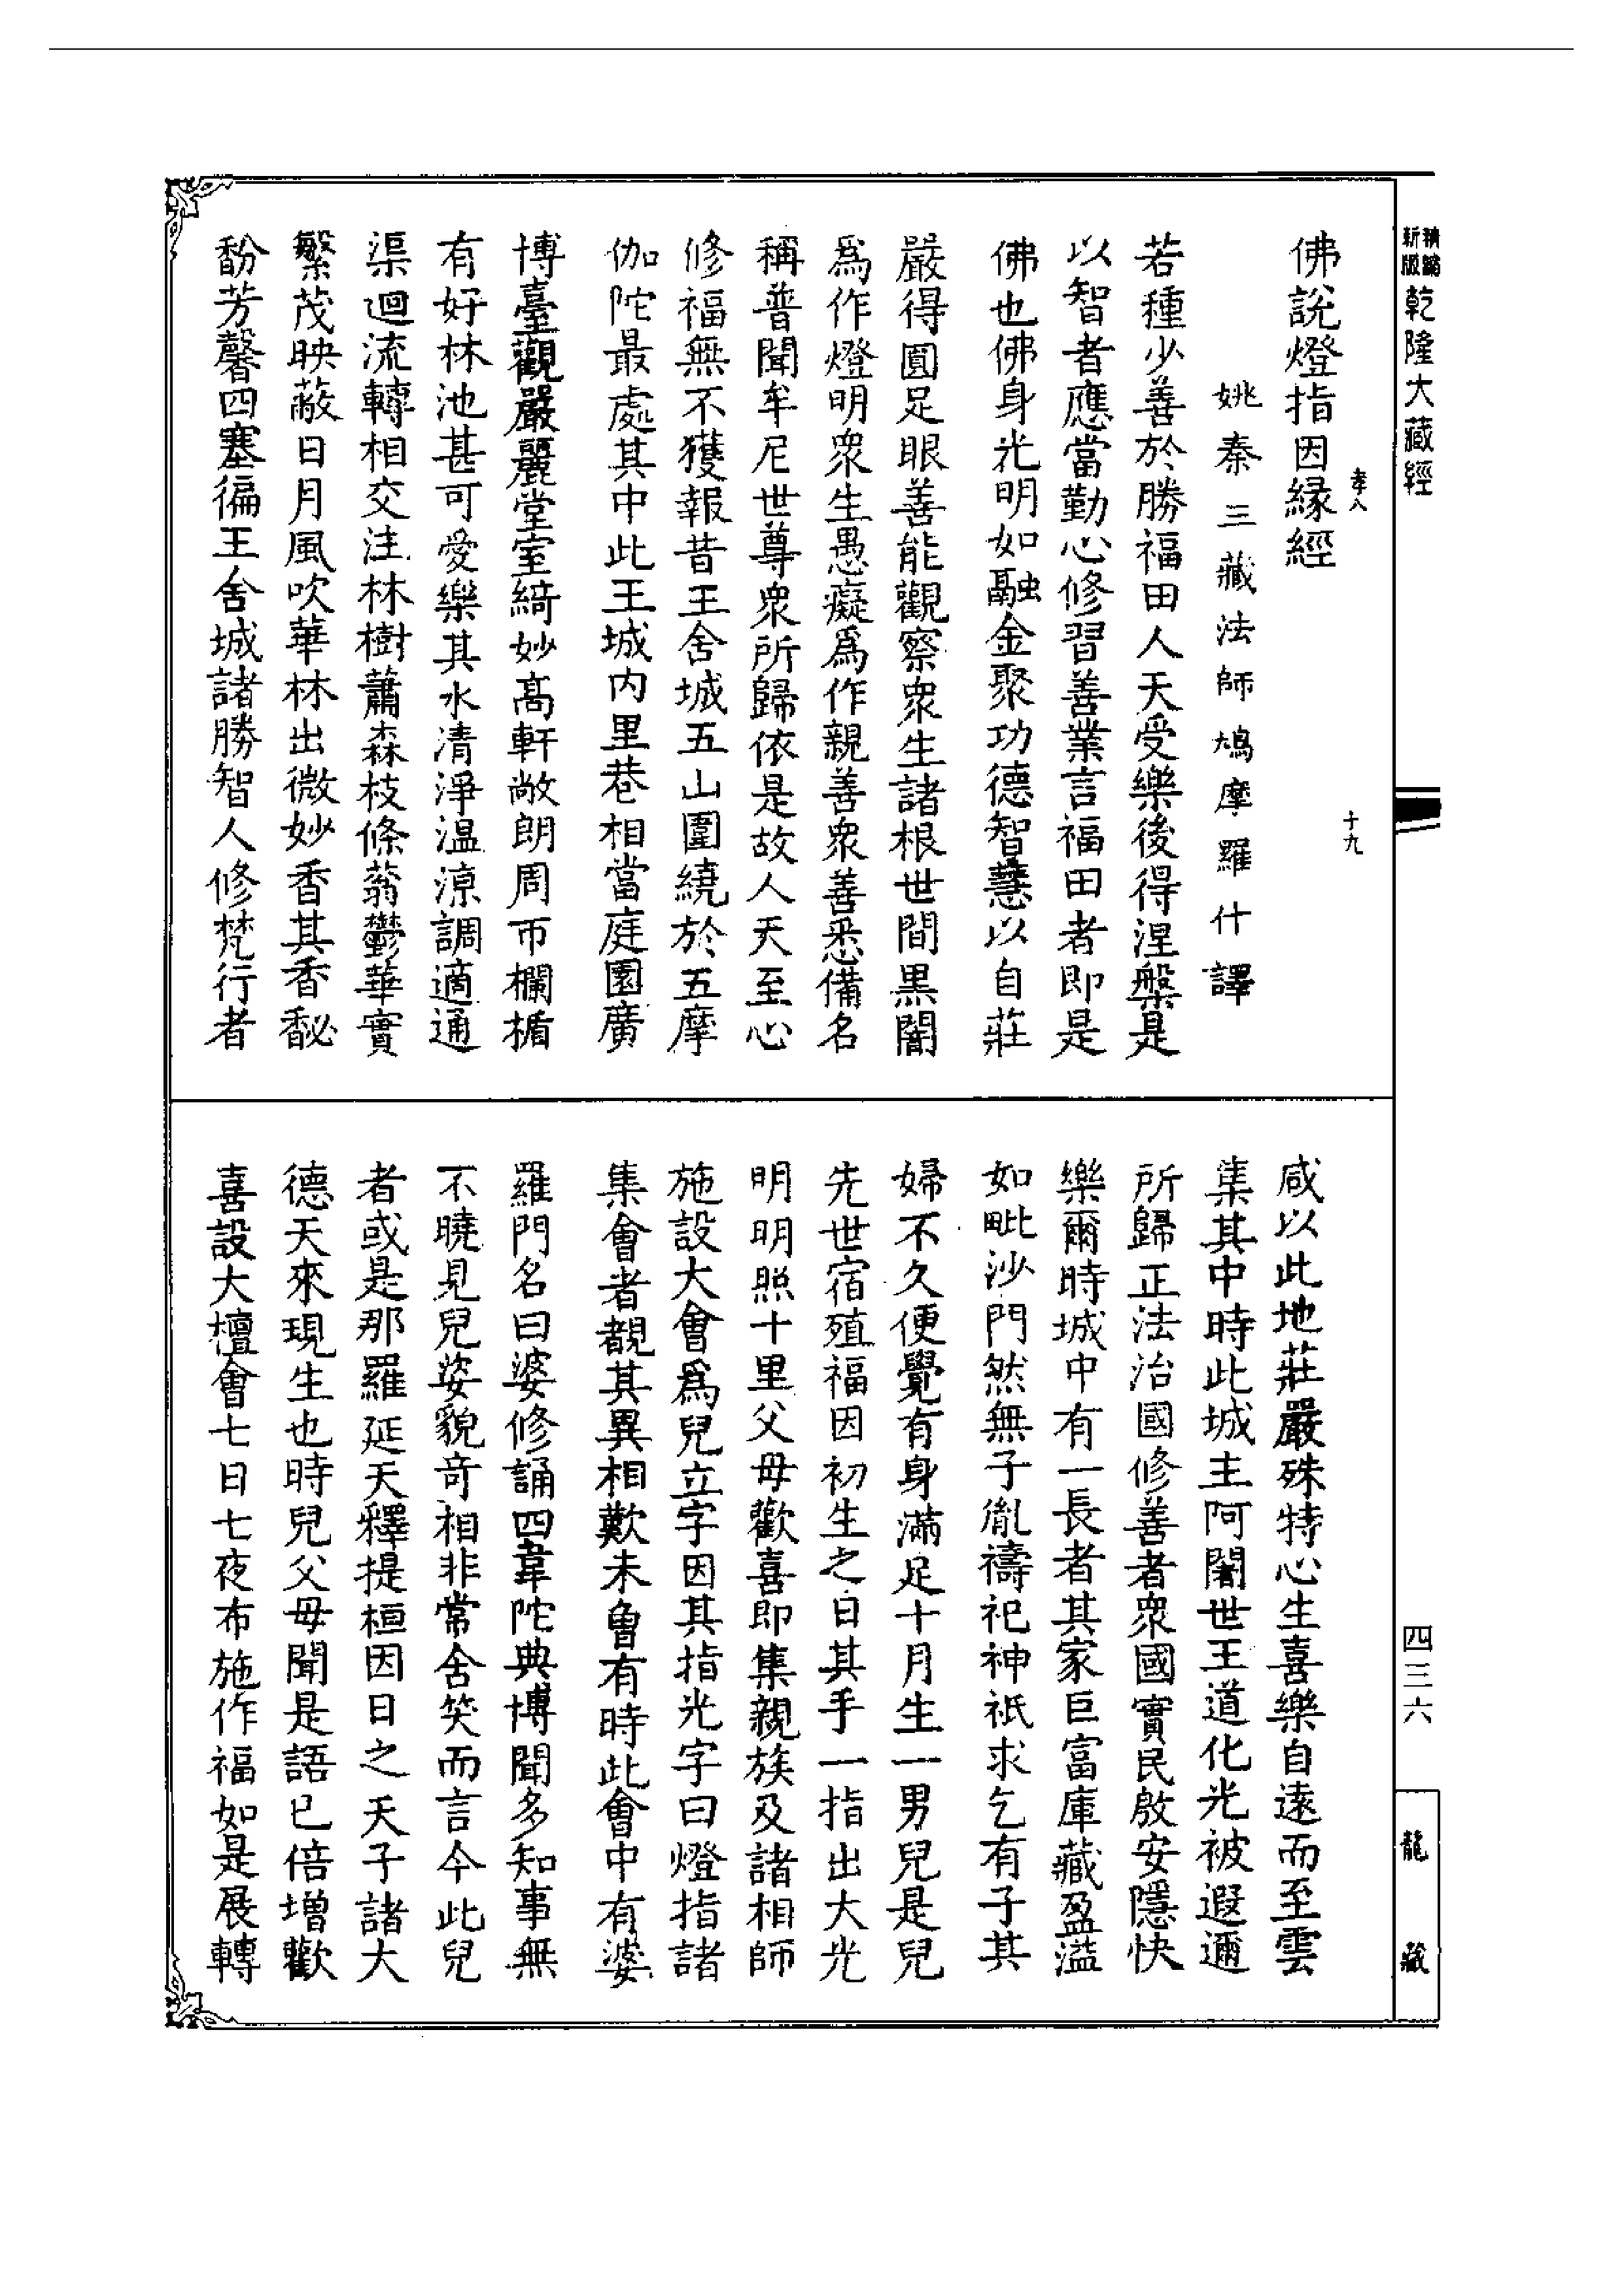 精縮
新版
乾隆大藏經
四三六
龍藏
孝八
十九
佛說燈指因緣經
姚秦三藏法師鳩摩羅什譯
若種少善於勝福田人天受樂後得涅槃是
以智者應當勤心修習善業言福田者即是
佛也佛身光明如融金聚功德智慧以自莊
嚴得圓足眼善能觀察眾生諸根世間黑闇
爲作燈明眾生愚癡爲作親善眾善悉備名
稱普聞牟尼世尊眾所歸依是故人天至心
修福無不獲報昔王舍城五山圍繞於五摩
伽陀最處其中此王城内里巷相當庭園廣
博臺觀嚴麗堂室綺妙高軒敞朗周帀欄楯
有好林池甚可愛樂其水清淨温涼調適通
渠迴流轉相交注林樹蕭森枝條蓊鬱華實
繁茂映蔽日月風吹華林出微妙香其香馝
馚芳馨四塞徧王舍城諸勝智人修梵行者
咸以此地莊嚴殊特心生喜樂自遠而至雲
集其中時此城主阿闍世王道化光被遐邇
所歸正法治國修善者眾國實民殷安隱快
樂爾時城中有一長者其家巨富庫藏盈溢
如毗沙門然無子胤禱祀神祇求乞有子其
婦不久便覺有身滿足十月生一男兒是兒
先世宿殖福因初生之日其手一指出大光
明明照十里父母歡喜即集親族及諸相師
施設大會爲兒立字因其指光字曰燈指諸
集會者覩其異相歎未曾有時此會中有婆
羅門名曰婆修誦四韋陀典博聞多知事無
不曉見兒姿貌奇相非常含笑而言今此兒
者或是那羅延天釋提桓因日之天子諸大
德天來現生也時兒父母聞是語已倍增歡
喜設大檀會七日七夜布施作福如是展轉